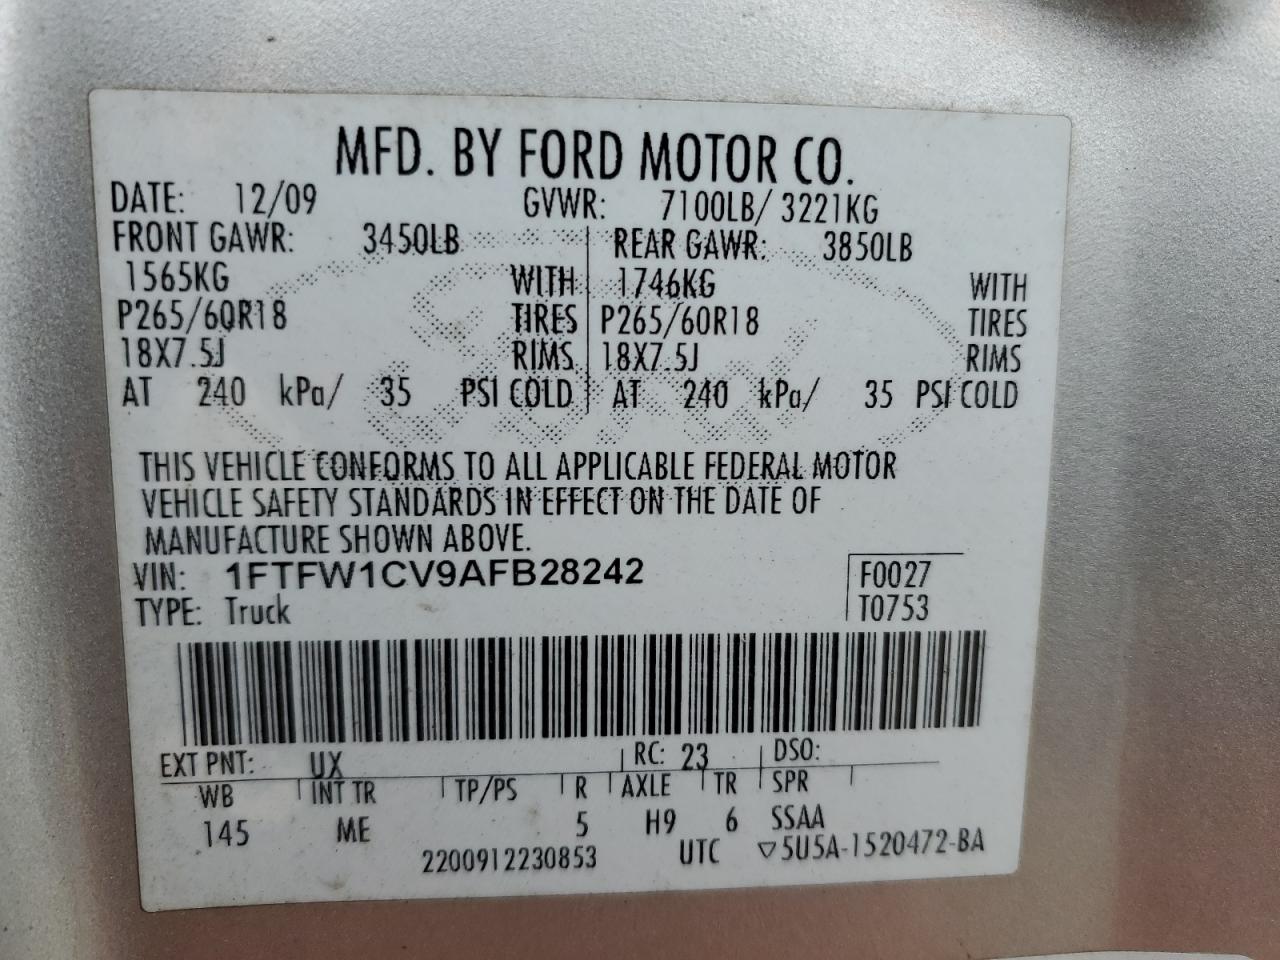 MFD. BY FORD MOTOR CO.
DATE: 12/09 GVWR: 7100LB/ 3221KG
FRONT GAWR: 3450LB REAR GAWR: 3850LB
1565KG WITH 1746KG WITH
P265/60R18 TIRES P265/60R18 TIRES
18X7.5J RIMS 18X7.5J RIMS
AT 240 kPa/ 35 PSI COLD AT 240 kPa/ 35 PSI COLD
THIS VEHICLE CONFORMS TO ALL APPLICABLE FEDERAL MOTOR
VEHICLE SAFETY STANDARDS IN EFFECT ON THE DATE OF
MANUFACTURE SHOWN ABOVE.
VIN: 1FTFW1CV9AFB28242 F0027
TYPE: Truck T0753
EXT PNT: UX RC: 23 DSO:
WB INT TR TP/PS R AXLE TR SPR
145 ME 5 H9 6 SSAA
2200912230853 UTC ▽5U5A-1520472-BA